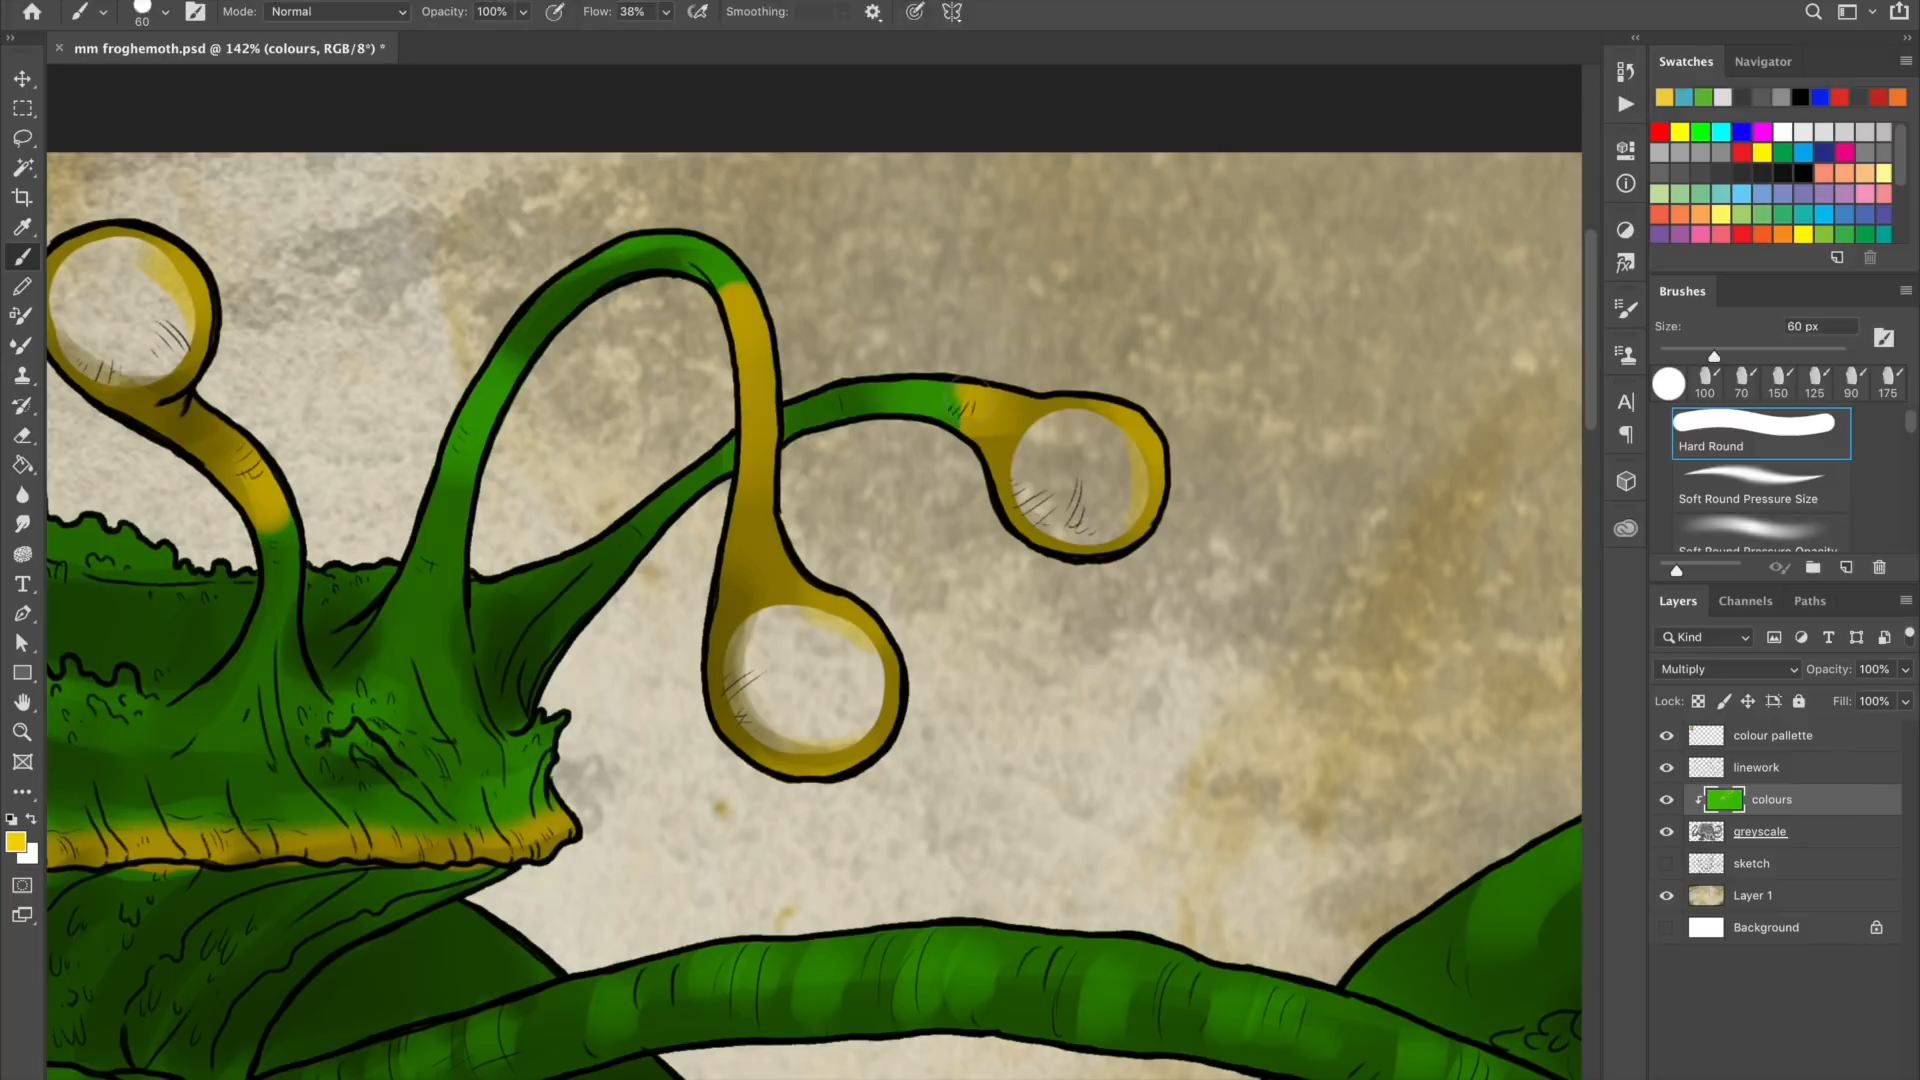 Mode: Normal Opacity: 100% Flow: 38% Smoothing:
60
mm froghemoth.psd @ 142% (colours, RGB/8*) *
Swatches Navigator
Brushes
Size: 60 px
100 70 150 125 90 175
Hard Round
Soft Round Pressure Size
Soft Round Pressure Opacity
Layers Channels Paths
Kind
Multiply Opacity: 100%
Lock: Fill: 100%
colour pallette
linework
colours
greyscale
sketch
Layer 1
Background